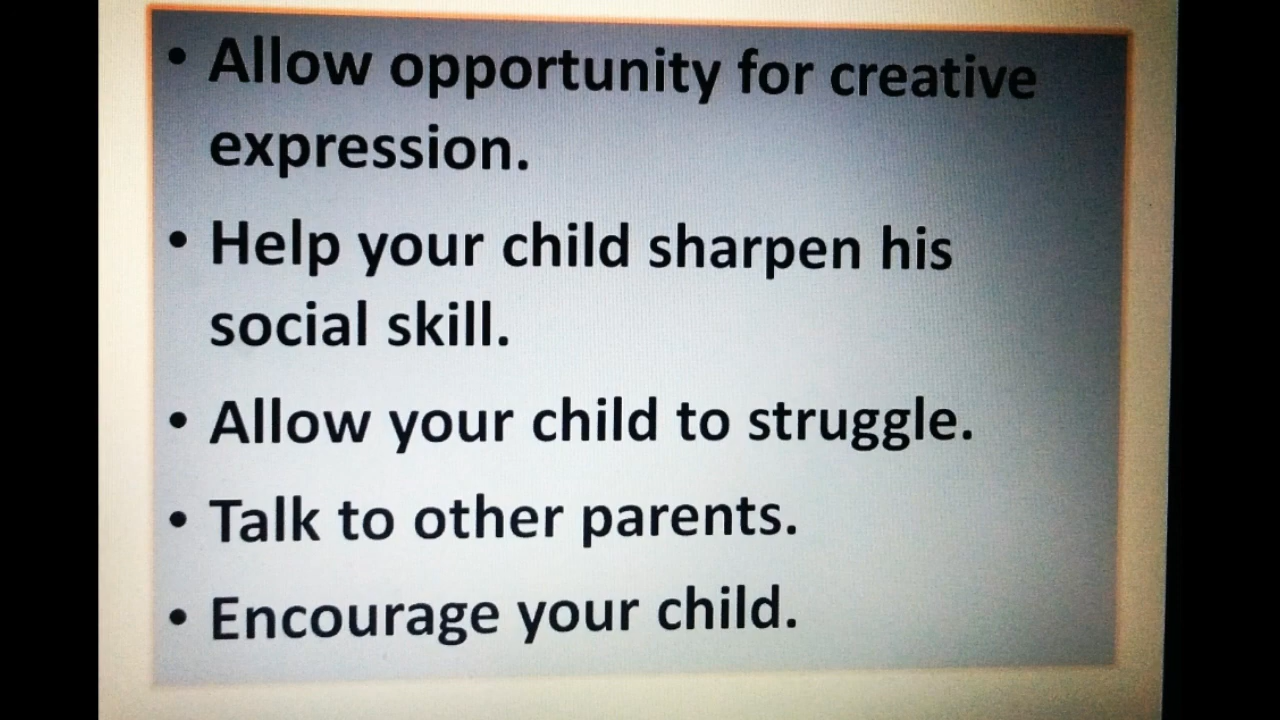 • Allow opportunity for creative
expression.
• Help your child sharpen his
social skill.
• Allow your child to struggle.
• Talk to other parents.
• Encourage your child.